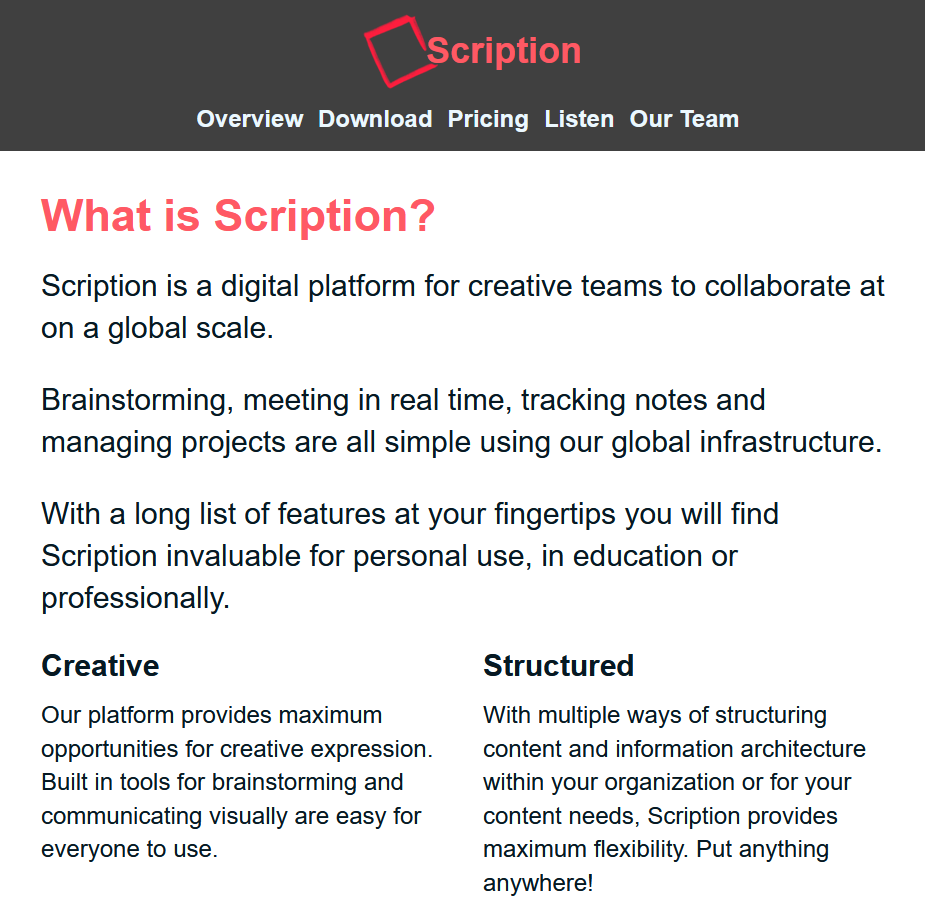 Scription
Overview Download Pricing Listen Our Team
What is Scription?
Scription is a digital platform for creative teams to collaborate at
on a global scale.
Brainstorming, meeting in real time, tracking notes and
managing projects are all simple using our global infrastructure.
With a long list of features at your fingertips you will find
Scription invaluable for personal use, in education or
professionally.
Creative
Our platform provides maximum
opportunities for creative expression.
Built in tools for brainstorming and
communicating visually are easy for
everyone to use.
Structured
With multiple ways of structuring
content and information architecture
within your organization or for your
content needs, Scription provides
maximum flexibility. Put anything
anywhere!